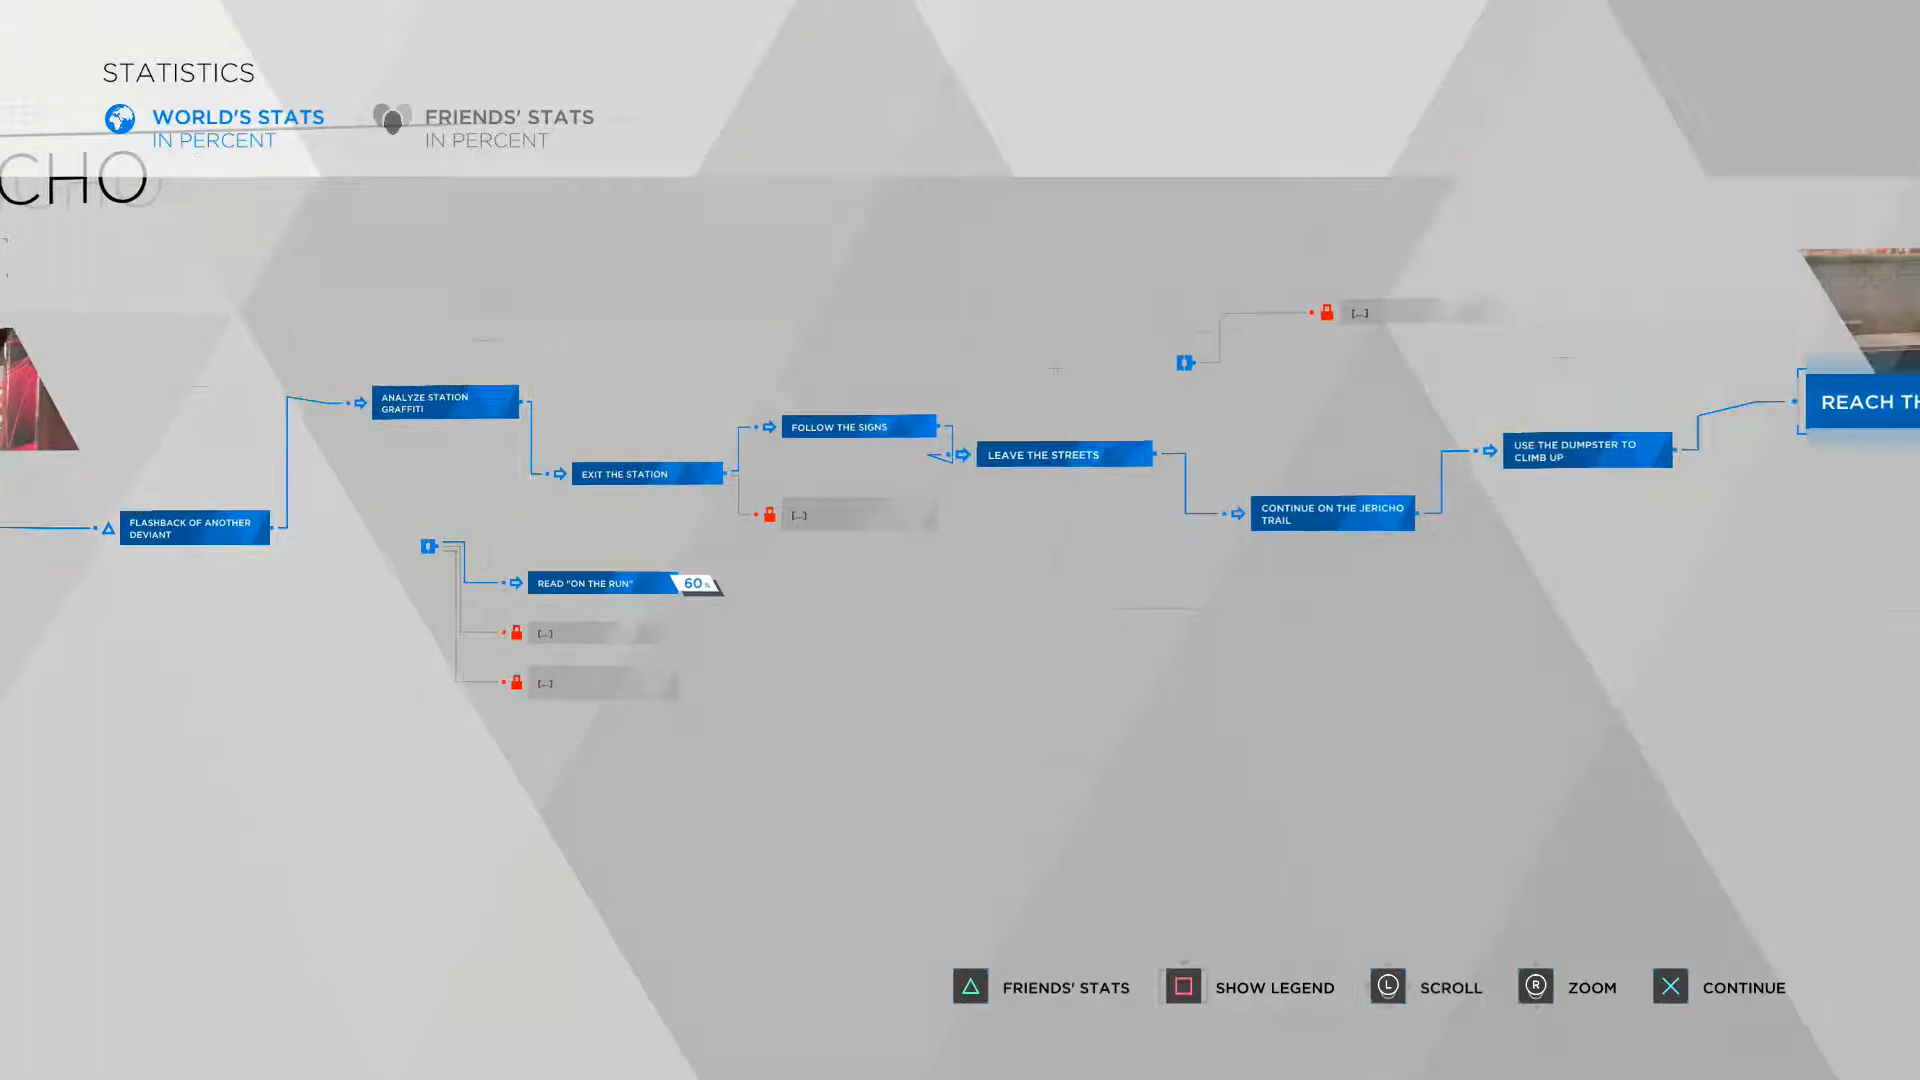 STATISTICS
WORLD'S STATS
IN PERCENT
FRIENDS' STATS
IN PERCENT
CHO
[...]
ANALYZE STATION
GRAFFITI
FOLLOW THE SIGNS
LEAVE THE STREETS
EXIT THE STATION
[...]
FLASHBACK OF ANOTHER
DEVIANT
CONTINUE ON THE JERICHO
TRAIL
USE THE DUMPSTER TO
CLIMB UP
REACH TH
READ "ON THE RUN" 60%
[...]
[...]
FRIENDS' STATS
SHOW LEGEND
L
SCROLL
R
ZOOM
CONTINUE